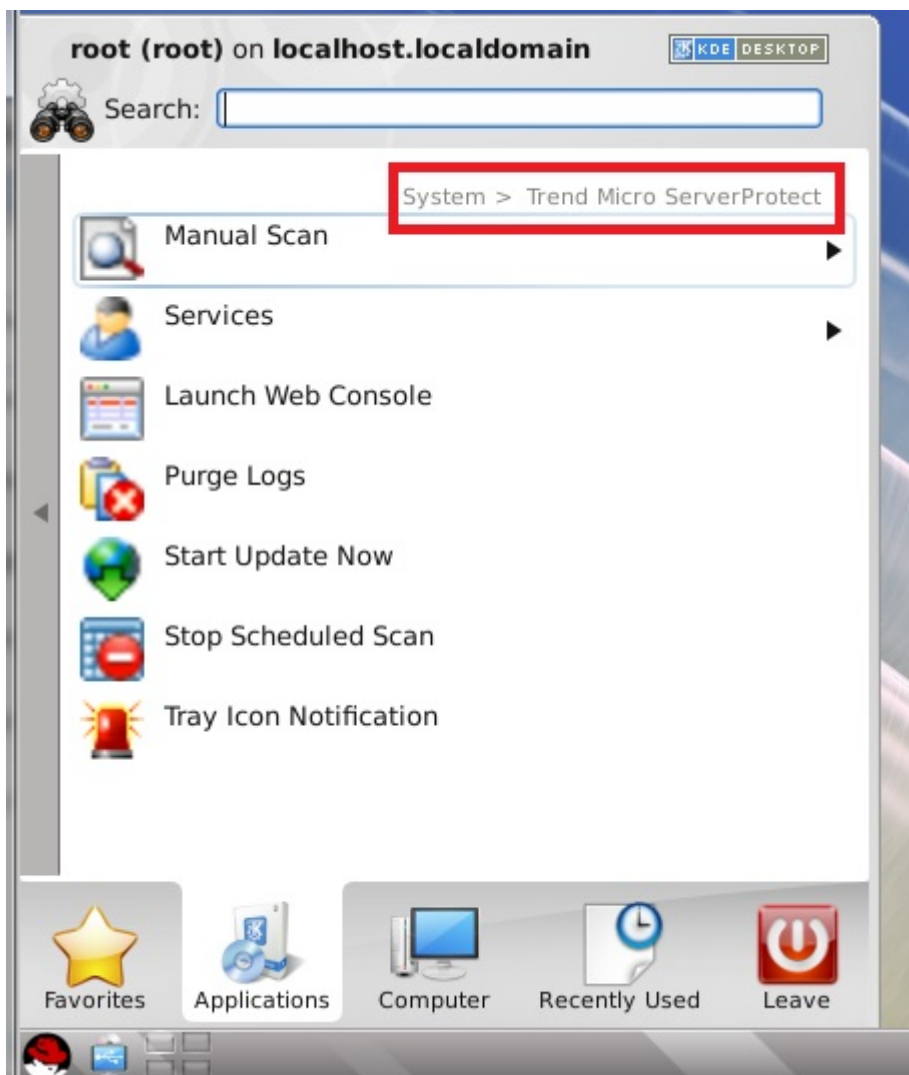 root (root) on localhost.localdomain
KDE DESKTOP
Search:
System > Trend Micro ServerProtect
Manual Scan
Services
Launch Web Console
Purge Logs
Start Update Now
Stop Scheduled Scan
Tray Icon Notification
Favorites
Applications
Computer
Recently Used
Leave